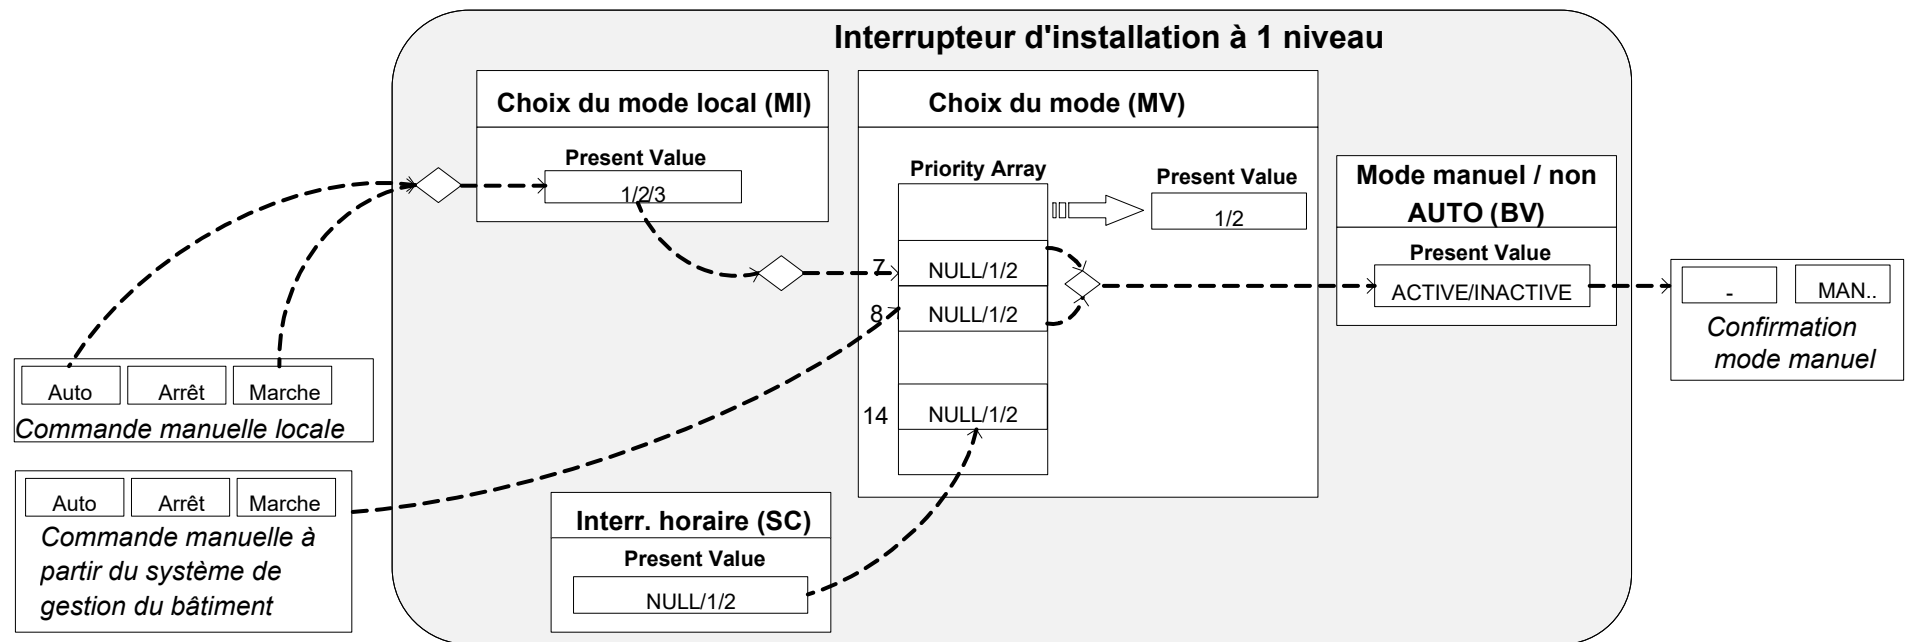 Interrupteur d'installation à 1 niveau
Choix du mode local (MI)
Present Value
1/2/3
Choix du mode (MV)
Priority Array
Present Value
1/2
7
NULL/1/2
8
NULL/1/2
14
NULL/1/2
Mode manuel / non
AUTO (BV)
Present Value
ACTIVE/INACTIVE
-
MAN..
Confirmation
mode manuel
Auto
Arrêt
Marche
Commande manuelle locale
Auto
Arrêt
Marche
Commande manuelle à
partir du système de
gestion du bâtiment
Interr. horaire (SC)
Present Value
NULL/1/2